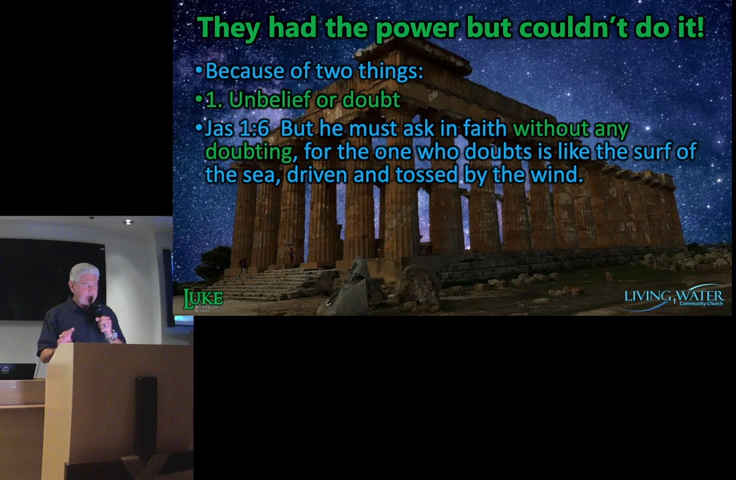 They had the power but couldn't do it!
•Because of two things:
•1. Unbelief or doubt
•Jas 1:6 But he must ask in faith without any
doubting, for the one who doubts is like the surf of
the sea, driven and tossed by the wind.
LUKE
LIVING WATER
Community Church